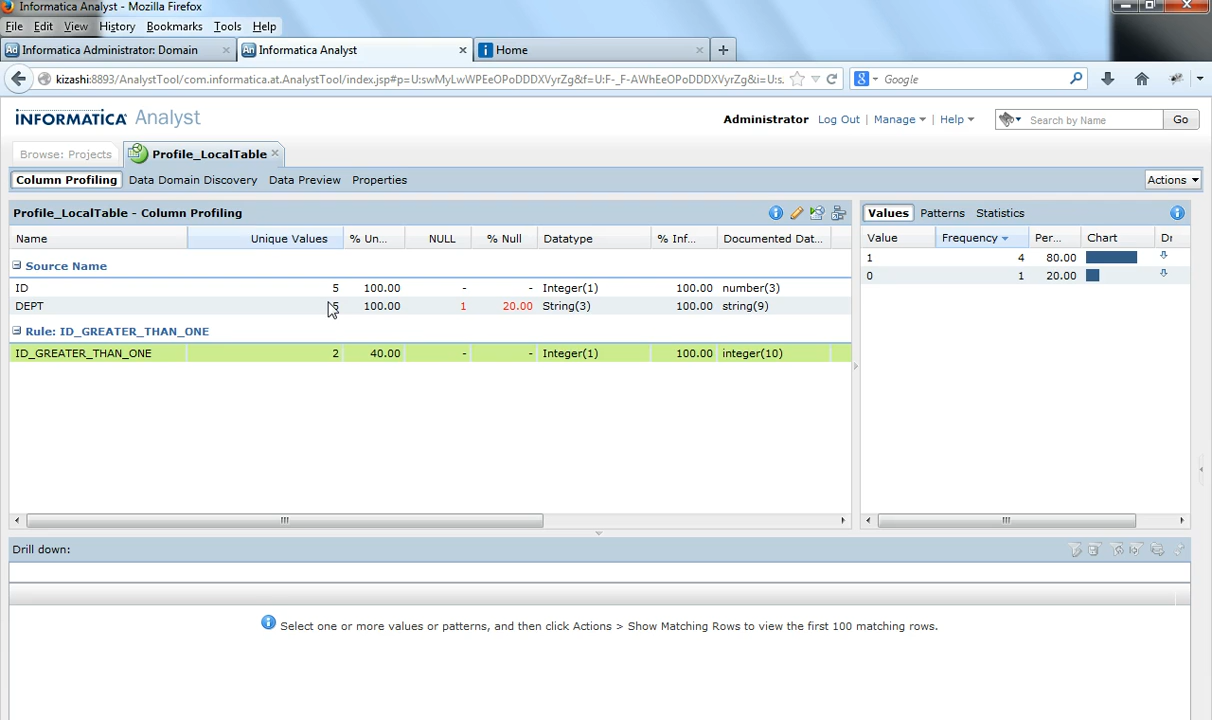 Informatica Analyst - Mozilla Firefox
File Edit View History Bookmarks Tools Help
Ad Informatica Administrator: Domain × An Informatica Analyst × i Home × +
kizashi:8893/AnalystTool/com.informatica.at.AnalystTool/index.jsp#p=U:swMyLwWPEeOPoDDDXVyrZg&f=U:F-_F-AWhEeOPoDDDXVyrZg&i=U:s. Google
INFORMATICA Analyst Administrator Log Out | Manage | Help Search by Name Go
Browse: Projects Profile_LocalTable ×
Column Profiling Data Domain Discovery Data Preview Properties Actions
Profile_LocalTable - Column Profiling
Name Unique Values % Un... NULL % Null Datatype % Inf... Documented Dat...
Source Name
ID 5 100.00 - - Integer(1) 100.00 number(3)
DEPT 5 100.00 1 20.00 String(3) 100.00 string(9)
Rule: ID_GREATER_THAN_ONE
ID_GREATER_THAN_ONE 2 40.00 - - Integer(1) 100.00 integer(10)
Values Patterns Statistics
Value Frequency Per... Chart Dr
1 4 80.00
0 1 20.00
Drill down:
Select one or more values or patterns, and then click Actions > Show Matching Rows to view the first 100 matching rows.